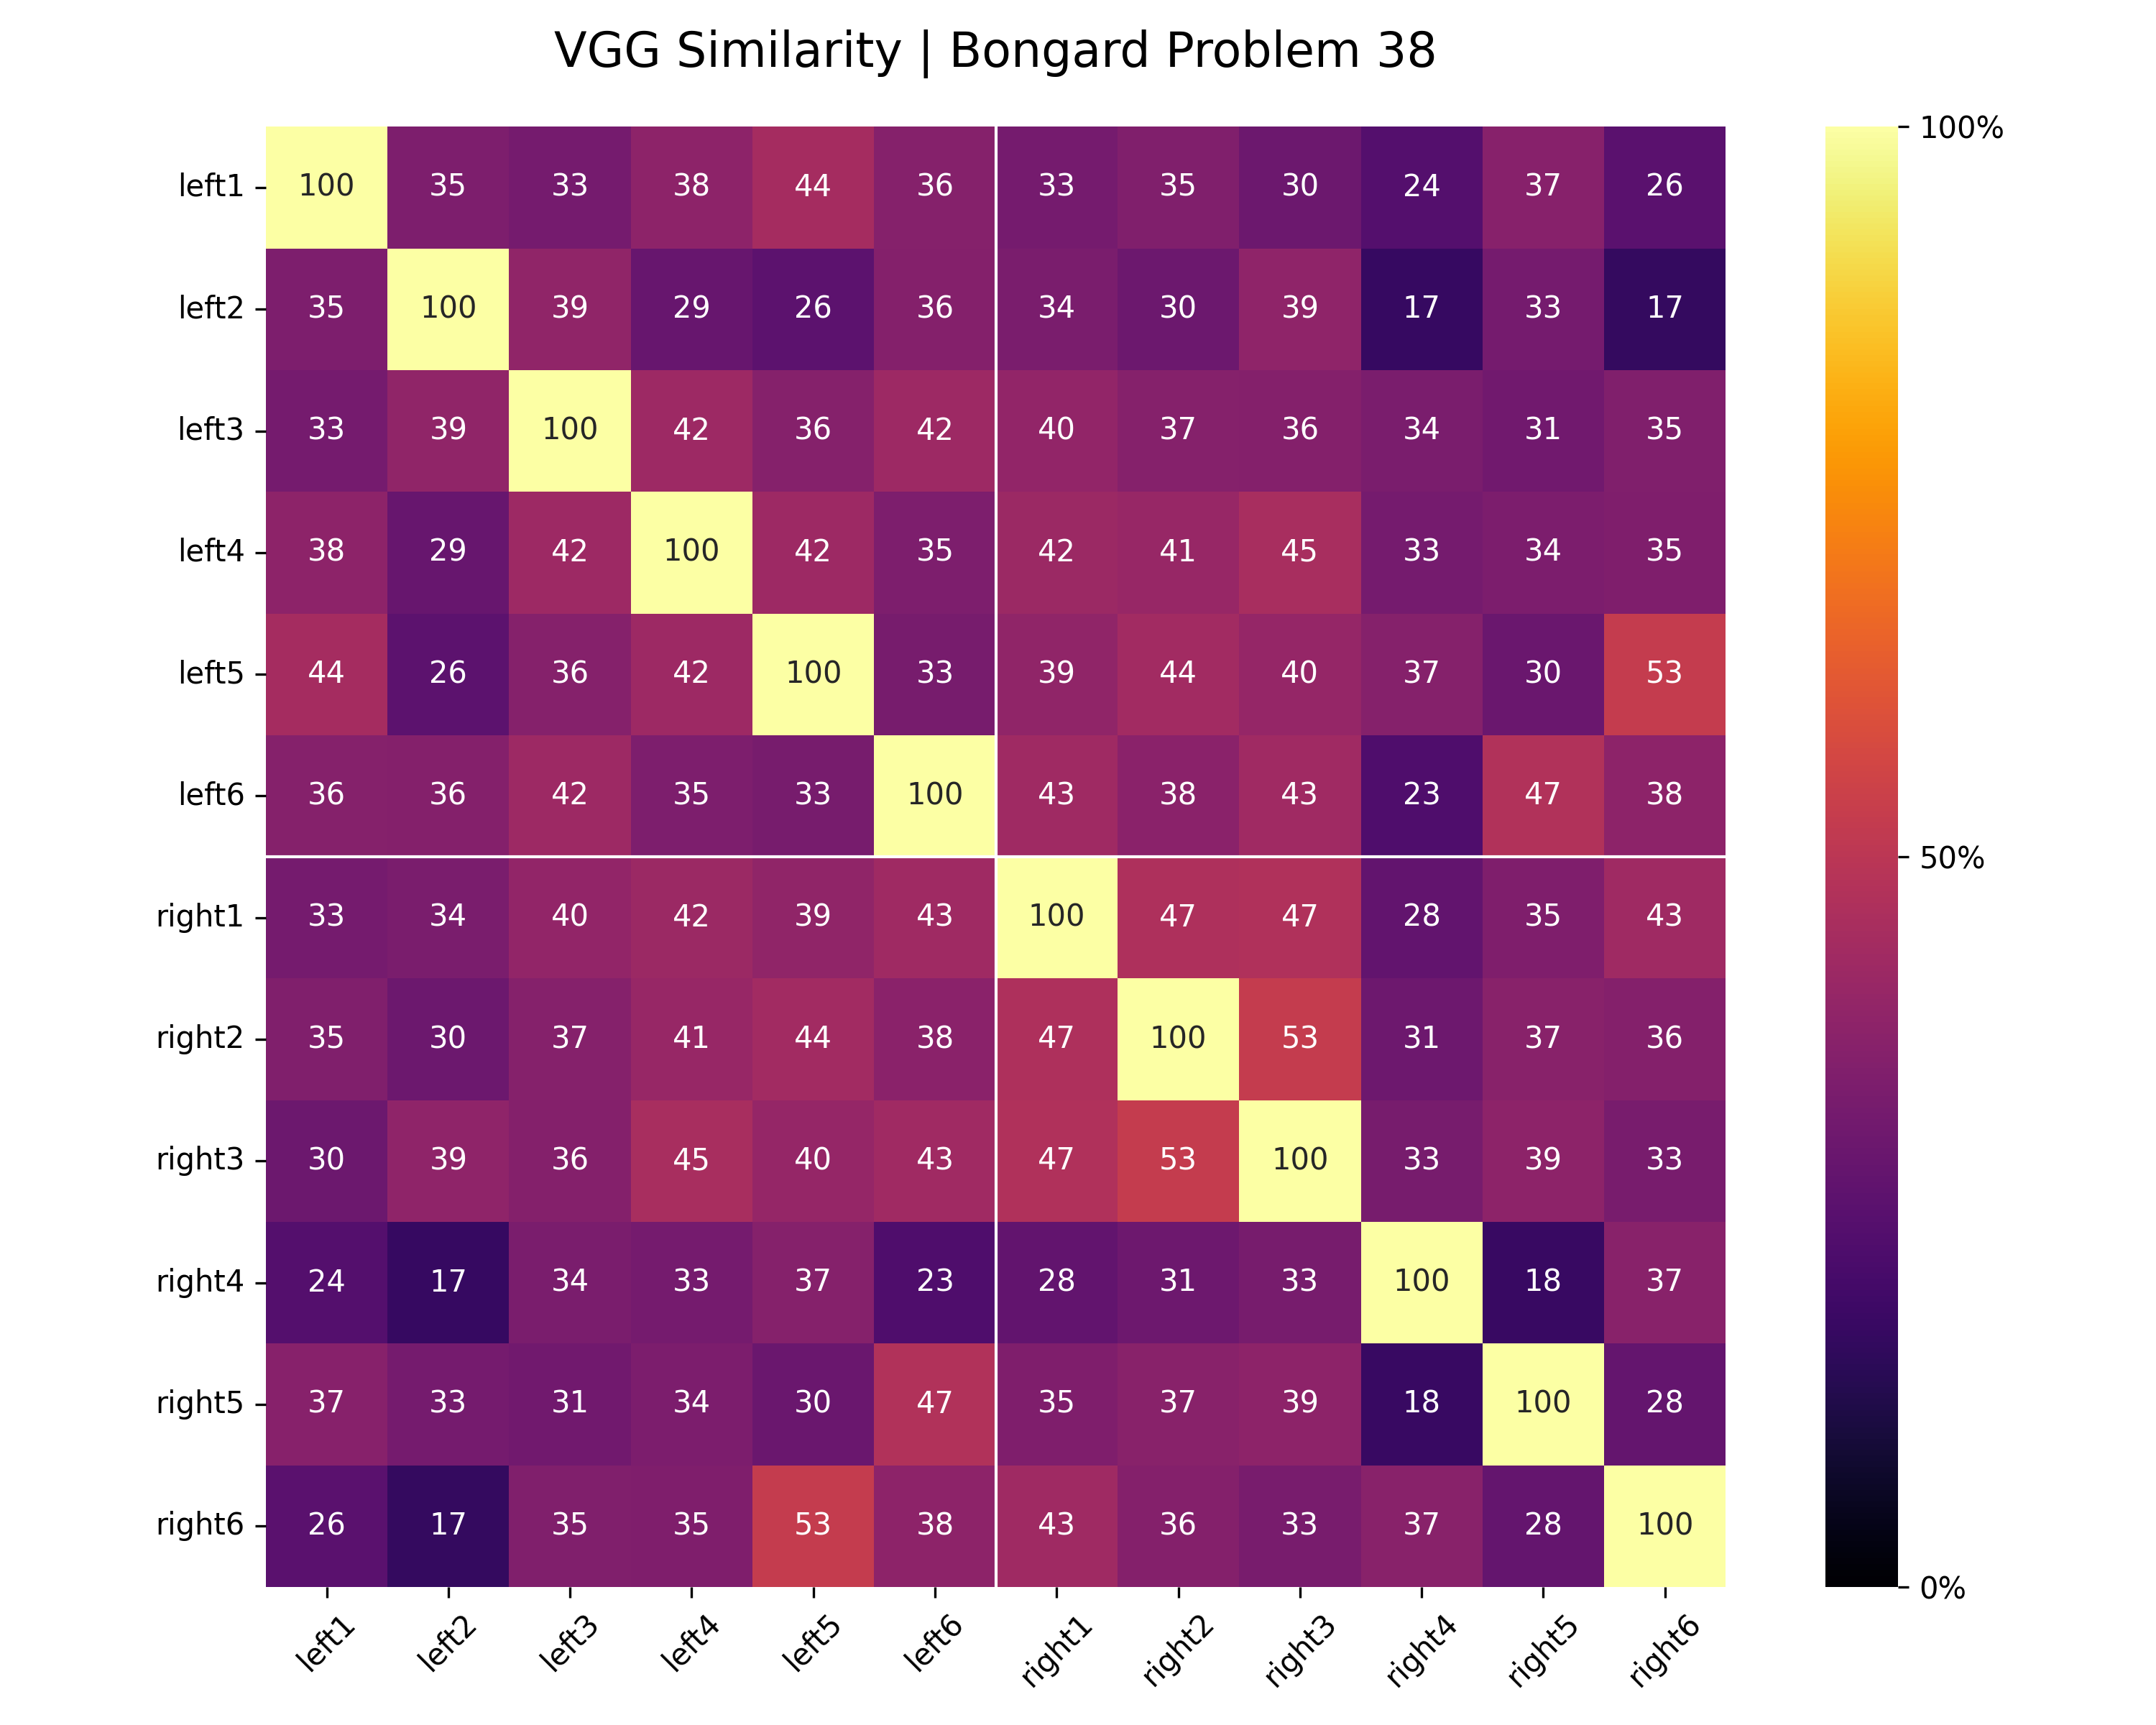 VGG Similarity | Bongard Problem 38
left1 100 35 33 38 44 36 33 35 30 24 37 26
left2 35 100 39 29 26 36 34 30 39 17 33 17
left3 33 39 100 42 36 42 40 37 36 34 31 35
left4 38 29 42 100 42 35 42 41 45 33 34 35
left5 44 26 36 42 100 33 39 44 40 37 30 53
left6 36 36 42 35 33 100 43 38 43 23 47 38
right1 33 34 40 42 39 43 100 47 47 28 35 43
right2 35 30 37 41 44 38 47 100 53 31 37 36
right3 30 39 36 45 40 43 47 53 100 33 39 33
right4 24 17 34 33 37 23 28 31 33 100 18 37
right5 37 33 31 34 30 47 35 37 39 18 100 28
right6 26 17 35 35 53 38 43 36 33 37 28 100
left1 left2 left3 left4 left5 left6 right1 right2 right3 right4 right5 right6
100%
50%
0%